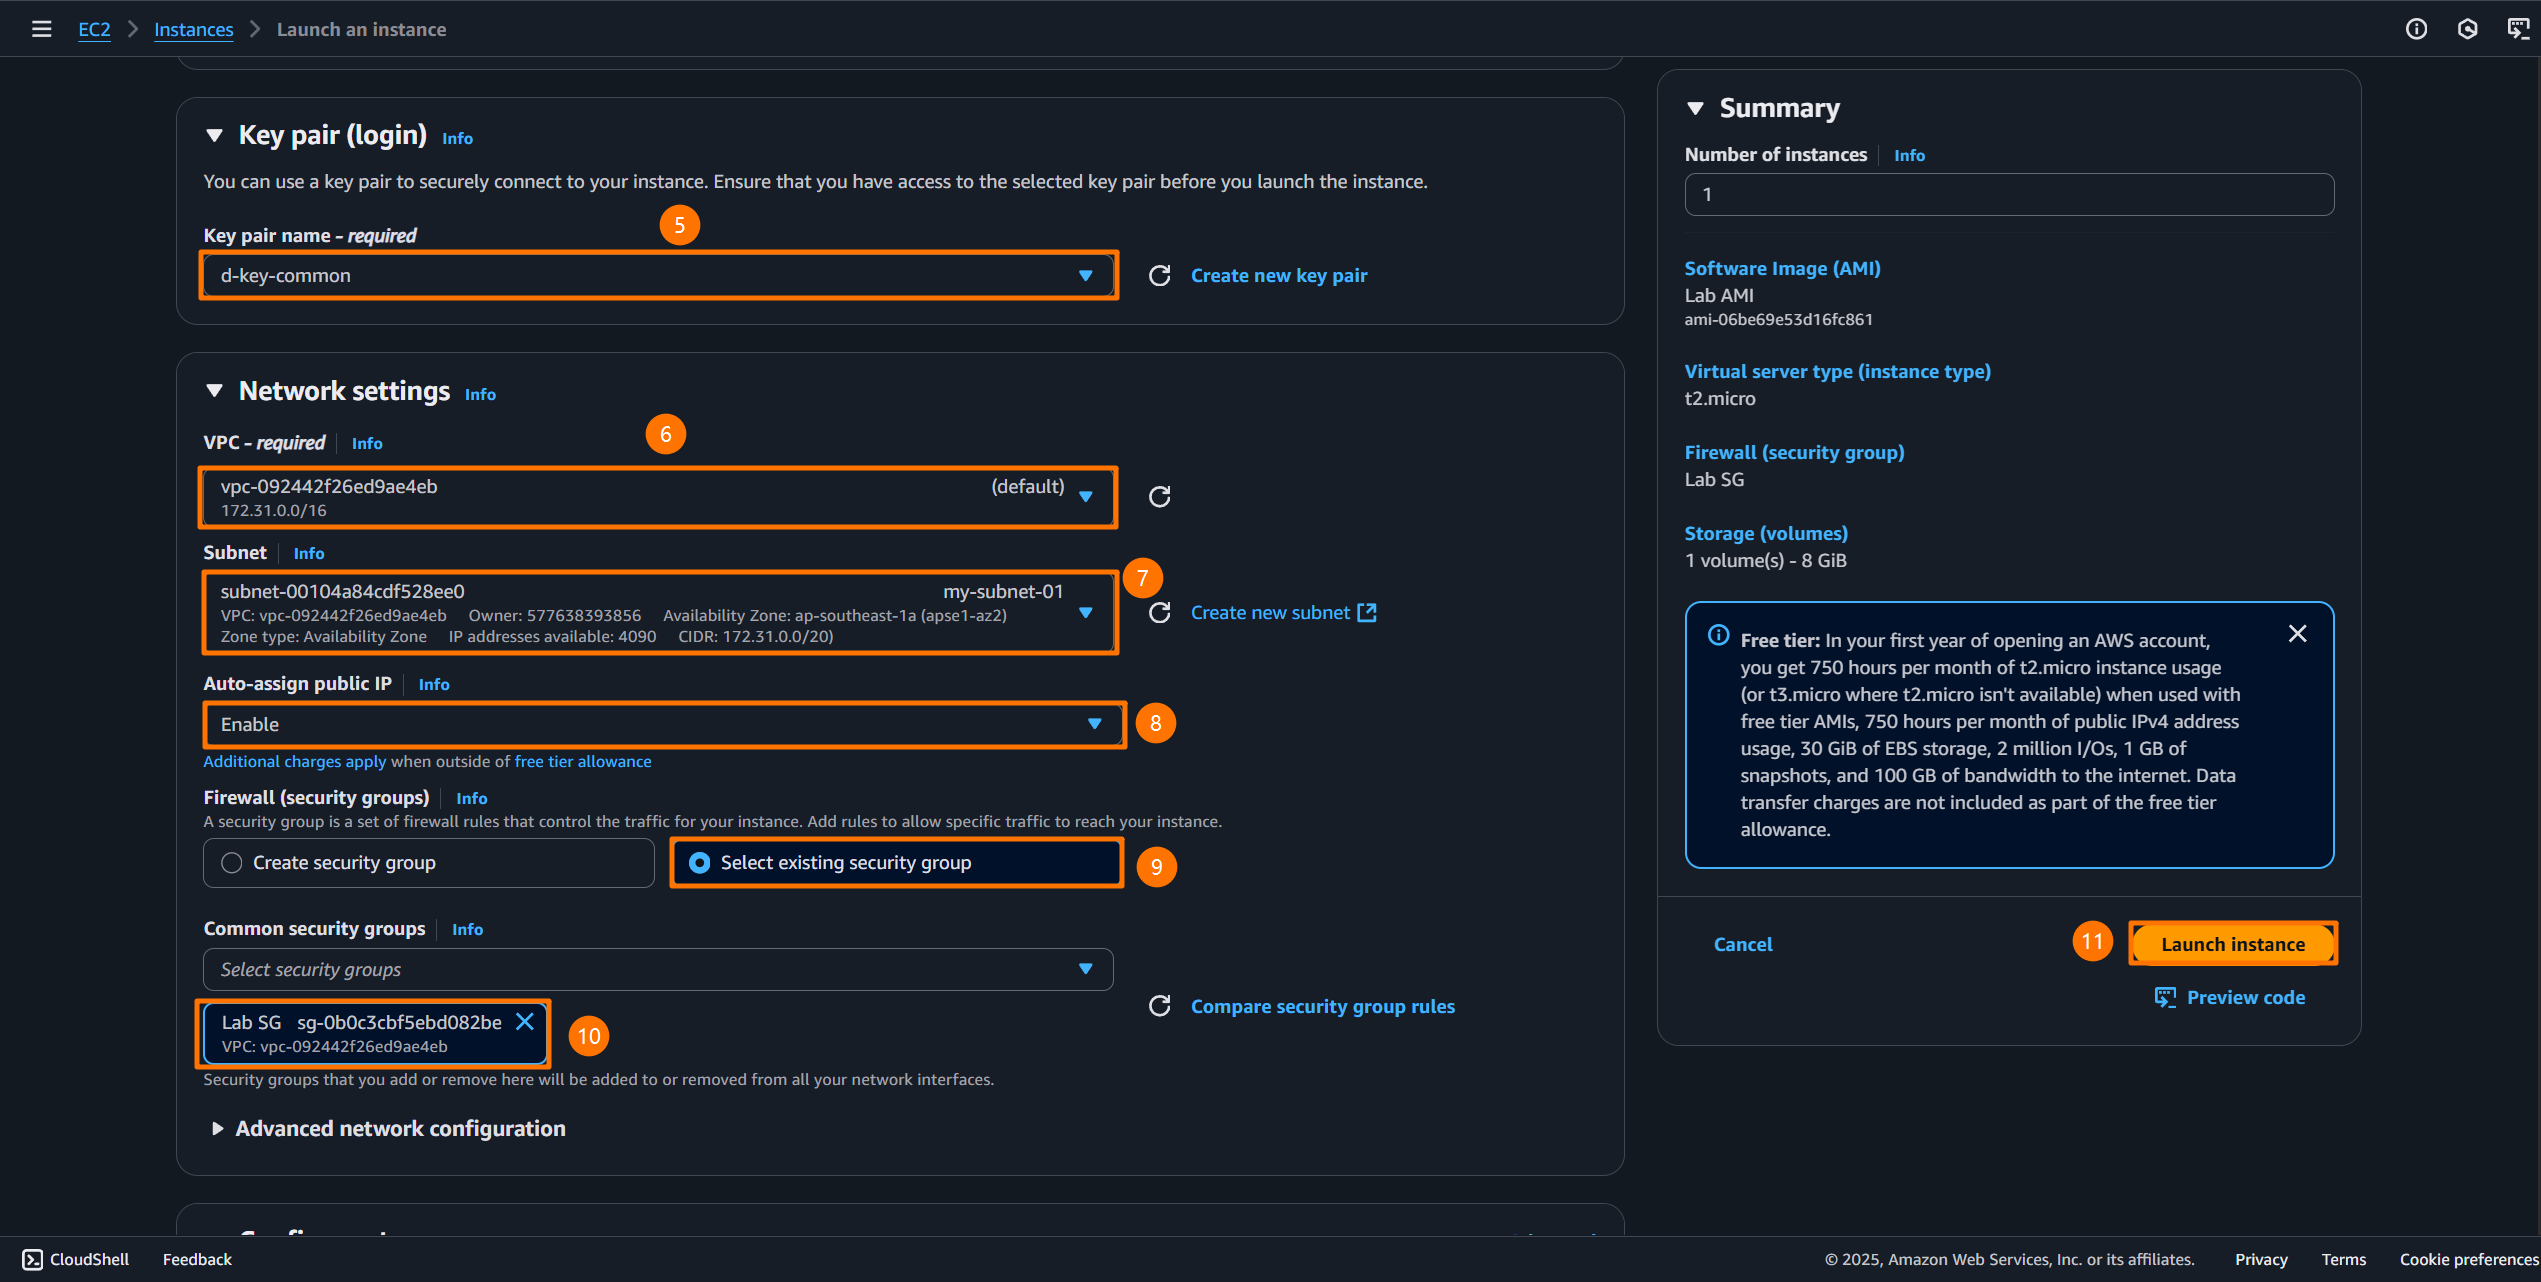 EC2 > Instances > Launch an instance
Key pair (login) Info
You can use a key pair to securely connect to your instance. Ensure that you have access to the selected key pair before you launch the instance.
5
Key pair name – required
d-key-common
Create new key pair
Network settings Info
6
VPC – required Info
vpc-092442f26ed9ae4eb (default)
172.31.0.0/16
Subnet Info
7
subnet-00104a84cdf528ee0 my-subnet-01
VPC: vpc-092442f26ed9ae4eb Owner: 577638393856 Availability Zone: ap-southeast-1a (apse1-az2)
Zone type: Availability Zone IP addresses available: 4090 CIDR: 172.31.0.0/20)
Create new subnet
Auto-assign public IP Info
Enable
8
Additional charges apply when outside of free tier allowance
Firewall (security groups) Info
A security group is a set of firewall rules that control the traffic for your instance. Add rules to allow specific traffic to reach your instance.
Create security group
Select existing security group
9
Common security groups Info
Select security groups
Lab SG sg-0b0c3cbf5ebd082be
VPC: vpc-092442f26ed9ae4eb
10
Compare security group rules
Security groups that you add or remove here will be added to or removed from all your network interfaces.
Advanced network configuration
Summary
Number of instances Info
1
Software Image (AMI)
Lab AMI
ami-06be69e53d16fc861
Virtual server type (instance type)
t2.micro
Firewall (security group)
Lab SG
Storage (volumes)
1 volume(s) - 8 GiB
Free tier: In your first year of opening an AWS account,
you get 750 hours per month of t2.micro instance usage
(or t3.micro where t2.micro isn't available) when used with
free tier AMIs, 750 hours per month of public IPv4 address
usage, 30 GiB of EBS storage, 2 million I/Os, 1 GB of
snapshots, and 100 GB of bandwidth to the internet. Data
transfer charges are not included as part of the free tier
allowance.
Cancel
11
Launch instance
Preview code
CloudShell Feedback
© 2025, Amazon Web Services, Inc. or its affiliates. Privacy Terms Cookie preferences